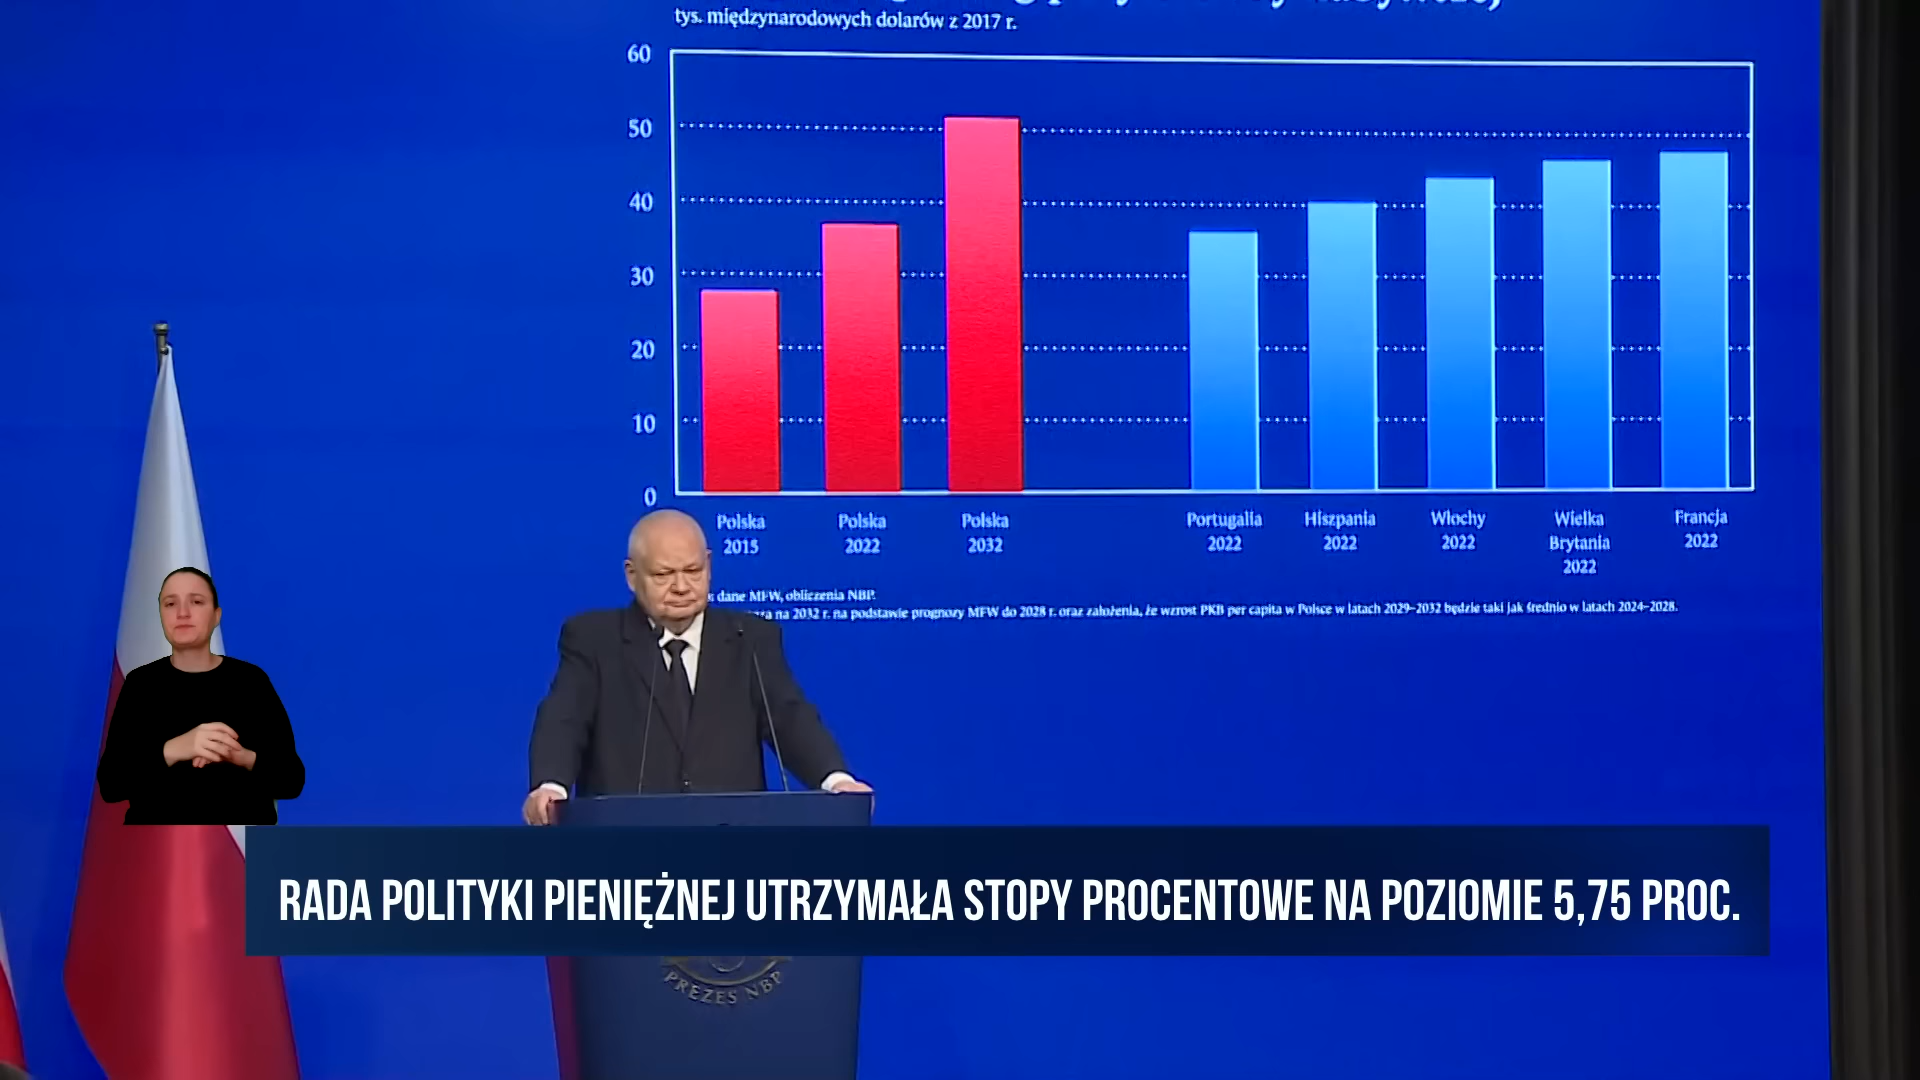 tys. międzynarodowych dolarów z 2017 r.
60
50
40
30
20
10
0
Polska 2015
Polska 2022
Polska 2032
Portugalia 2022
Hiszpania 2022
Włochy 2022
Wielka Brytania 2022
Francja 2022
dane MFW, obliczenia NBP.
na 2032 r. na podstawie prognozy MFW do 2028 r. oraz założenia, że wzrost PKB per capita w Polsce w latach 2029–2032 będzie taki jak średnio w latach 2024–2028.
RADA POLITYKI PIENIĘŻNEJ UTRZYMAŁA STOPY PROCENTOWE NA POZIOMIE 5,75 PROC.
PREZES NBP